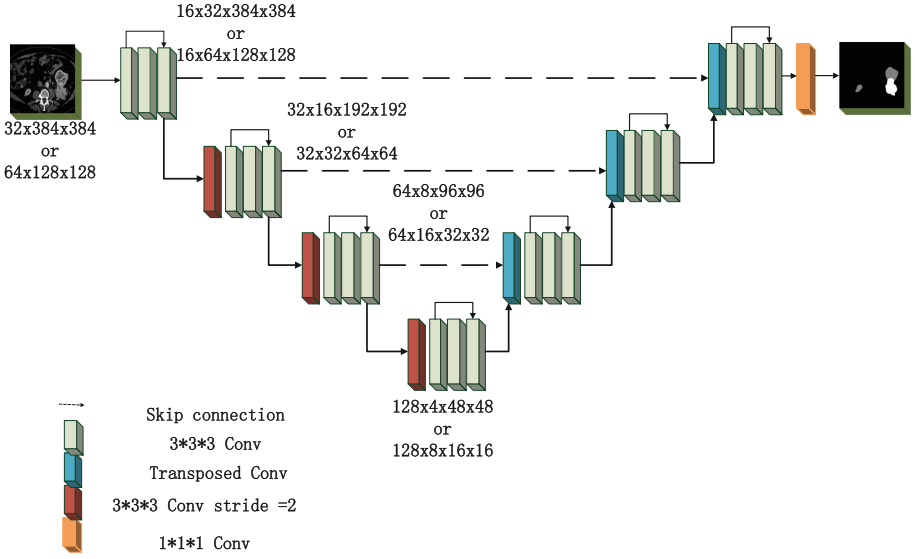 16x32x384x384
or
16x64x128x128
32x384x384
or
64x128x128
32x16x192x192
or
32x32x64x64
64x8x96x96
or
64x16x32x32
128x4x48x48
or
128x8x16x16
Skip connection
3*3*3 Conv
Transposed Conv
3*3*3 Conv stride =2
1*1*1 Conv